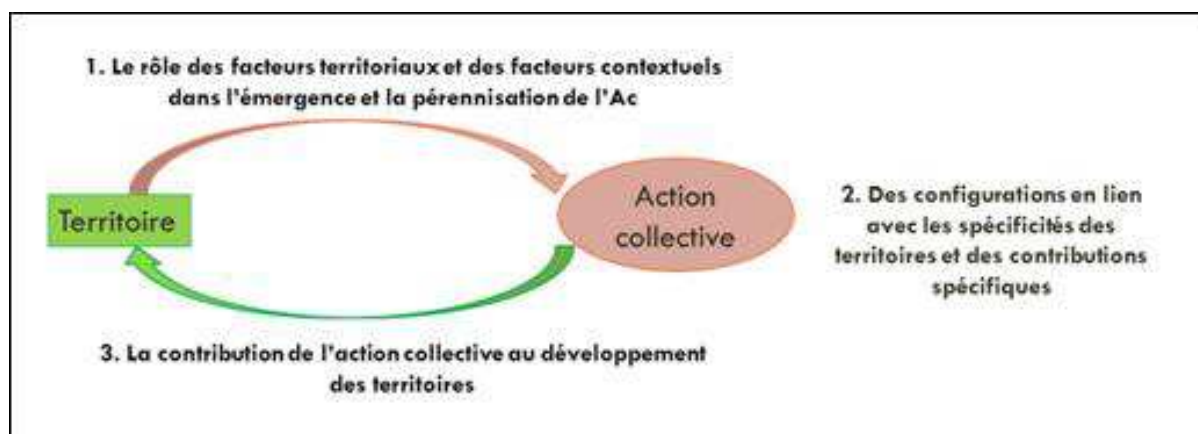 1. Le rôle des facteurs territoriaux et des facteurs contextuels
dans l'émergence et la pérennisation de l'Ac
Territoire
Action
collective
2. Des configurations en lien
avec les spécificités des
territoires et des contributions
spécifiques
3. La contribution de l'action collective au développement
des territoires